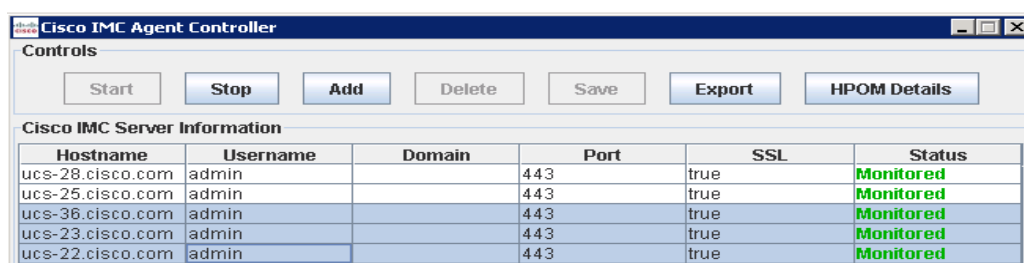 Cisco IMC Agent Controller
Controls
Start Stop Add Delete Save Export HPOM Details
Cisco IMC Server Information
Hostname Username Domain Port SSL Status
ucs-28.cisco.com admin 443 true Monitored
ucs-25.cisco.com admin 443 true Monitored
ucs-36.cisco.com admin 443 true Monitored
ucs-23.cisco.com admin 443 true Monitored
ucs-22.cisco.com admin 443 true Monitored